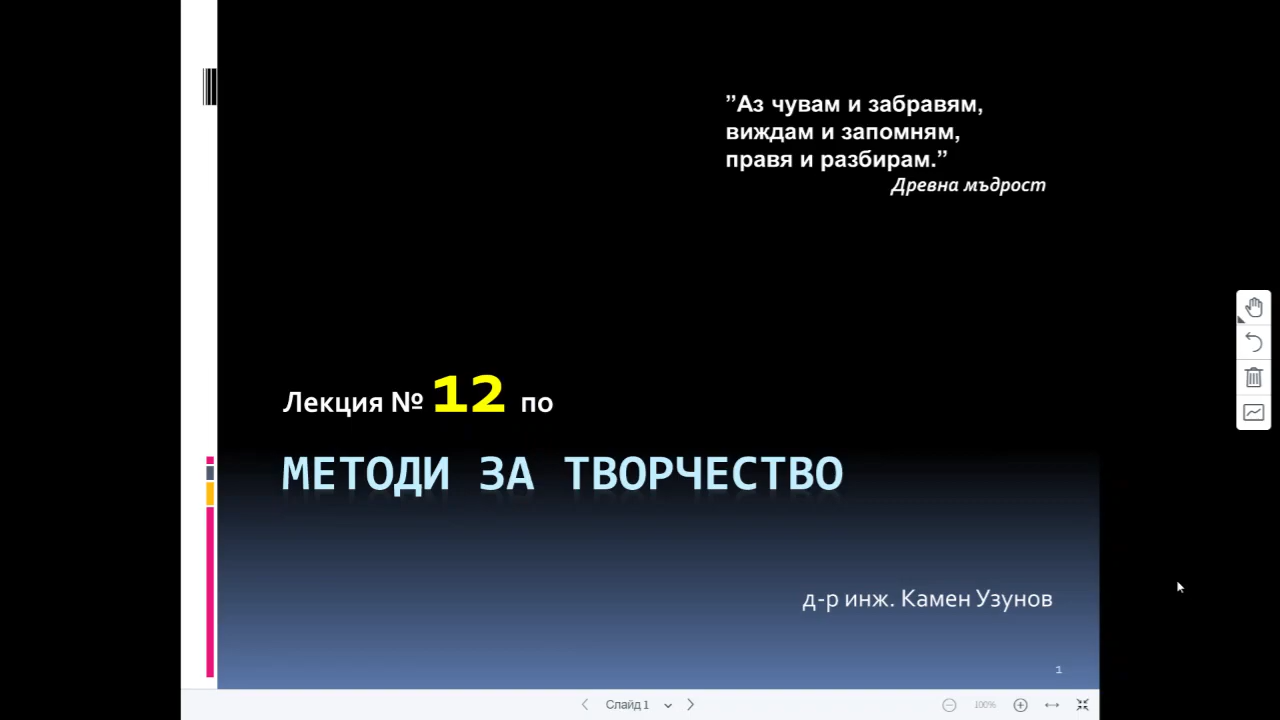 ”Аз чувам и забравям,
виждам и запомням,
правя и разбирам.”
Древна мъдрост
Лекция № 12 по
МЕТОДИ ЗА ТВОРЧЕСТВО
д-р инж. Камен Узунов
1
Слайд 1
100%